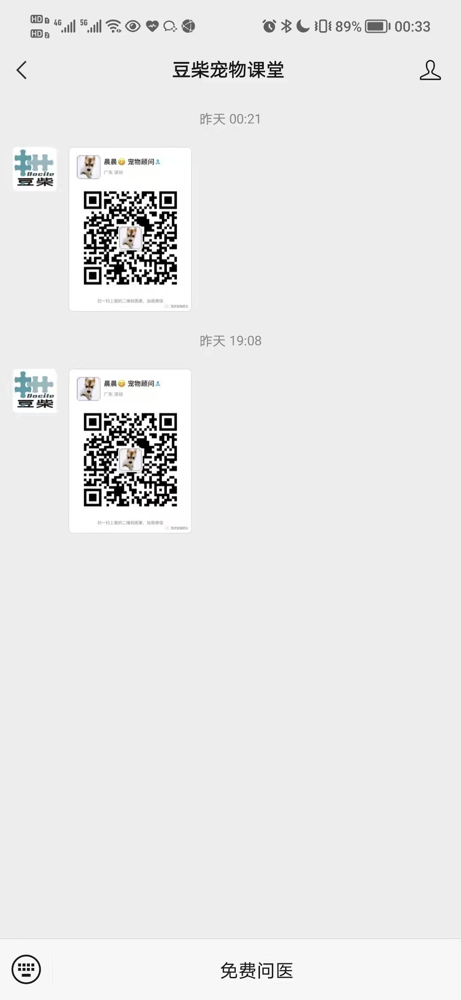 HD 1 4G 5G 89% 00:33
HD 2
豆柴宠物课堂
昨天 00:21
Docile
豆柴
晨晨😋 宠物顾问
广东 深圳
扫一扫上面的二维码图案，加我微信
昨天 19:08
Docile
豆柴
晨晨😋 宠物顾问
广东 深圳
扫一扫上面的二维码图案，加我微信
免费问医